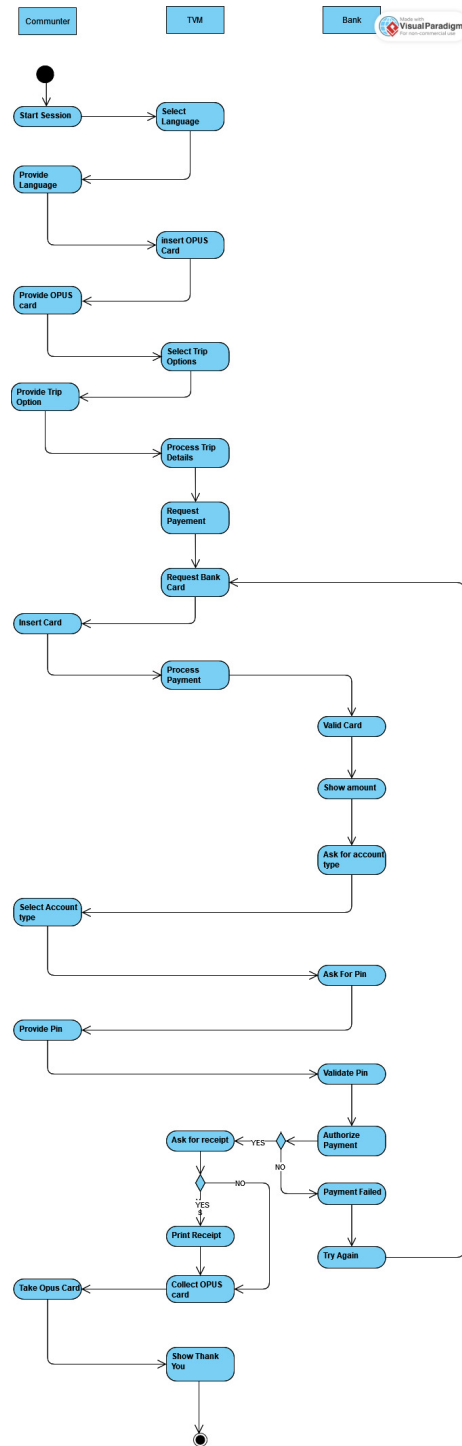 Communter
TVM
Bank
Made with
Visual Paradigm
For non-commercial use
Start Session
Select
Language
Provide
Language
insert OPUS
Card
Provide OPUS
card
Select Trip
Options
Provide Trip
Option
Process Trip
Details
Request
Payement
Request Bank
Card
Insert Card
Process
Payment
Valid Card
Show amount
Ask for account
type
Select Account
type
Ask For Pin
Provide Pin
Validate Pin
Ask for receipt
YES
Authorize
Payment
NO
Payment Failed
NO
YES
S
Print Receipt
Try Again
Take Opus Card
Collect OPUS
card
Show Thank
You